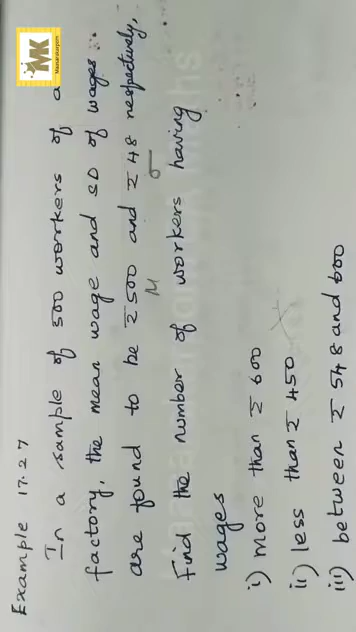 Example 17.27
In a sample of 500 workers of a
factory, the mean wage and SD of wages
are found to be ₹500 and ₹48 respectively.
M σ
Find the number of workers having
wages
i) more than ₹600
ii) less than ₹450
iii) between ₹548 and 600
MK